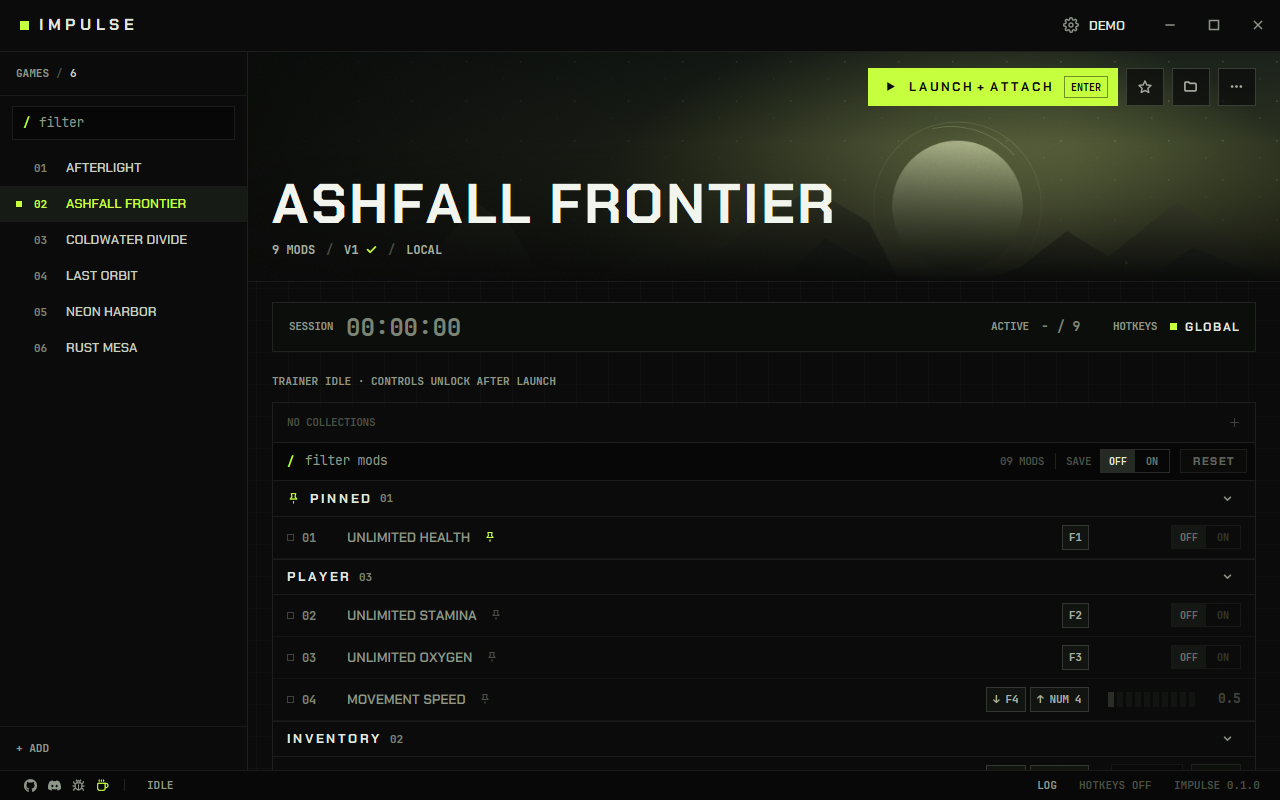 IMPULSE
DEMO
GAMES / 6
/ filter
01 AFTERLIGHT
02 ASHFALL FRONTIER
03 COLDWATER DIVIDE
04 LAST ORBIT
05 NEON HARBOR
06 RUST MESA
+ ADD
LAUNCH + ATTACH ENTER
ASHFALL FRONTIER
9 MODS / V1 / LOCAL
SESSION 00:00:00 ACTIVE - / 9 HOTKEYS GLOBAL
TRAINER IDLE · CONTROLS UNLOCK AFTER LAUNCH
NO COLLECTIONS +
/ filter mods 09 MODS SAVE OFF ON RESET
PINNED 01
01 UNLIMITED HEALTH F1 OFF ON
PLAYER 03
02 UNLIMITED STAMINA F2 OFF ON
03 UNLIMITED OXYGEN F3 OFF ON
04 MOVEMENT SPEED ↓ F4 ↑ NUM 4 0.5
INVENTORY 02
IDLE LOG HOTKEYS OFF IMPULSE 0.1.0